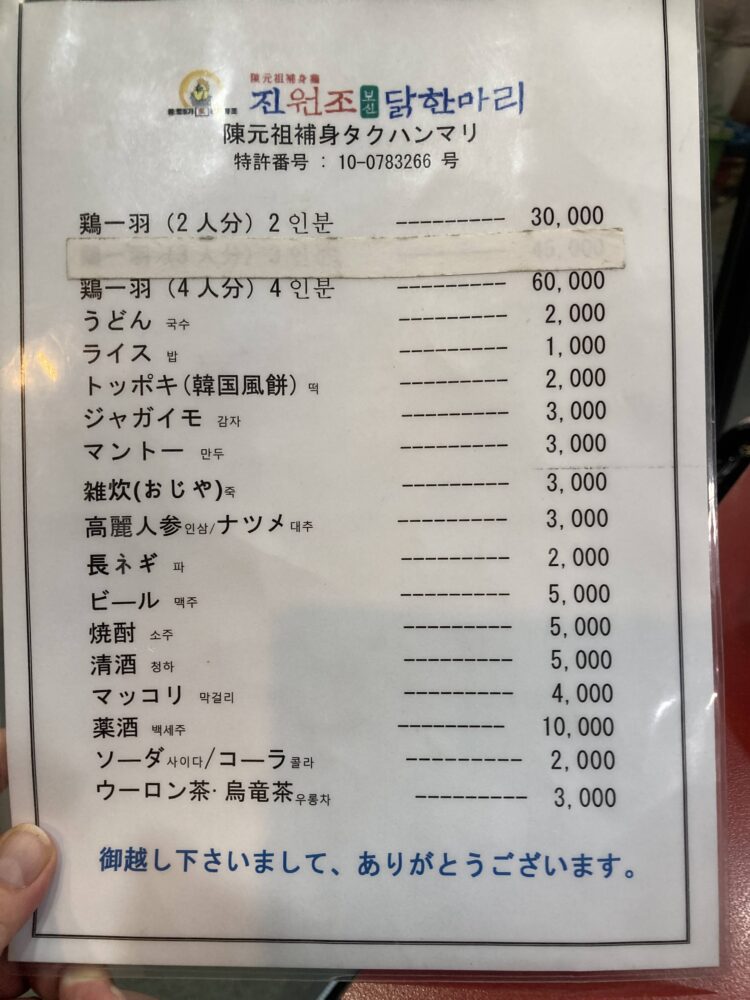 陳元祖補身鷄
진원조 보신 닭한마리
陳元祖補身タクハンマリ
特許番号 : 10-0783266 号
鶏一羽 (2人分) 2인분 ---------- 30,000
鶏一羽 (4人分) 4인분 ---------- 60,000
うどん 국수 ---------- 2,000
ライス 밥 ---------- 1,000
トッポキ(韓国風餅) 떡 ---------- 2,000
ジャガイモ 감자 ---------- 3,000
マントー 만두 ---------- 3,000
雑炊(おじや)죽 ---------- 3,000
高麗人参인삼/ナツメ대추 ---------- 3,000
長ネギ 파 ---------- 2,000
ビ―ル 맥주 ---------- 5,000
焼酎 소주 ---------- 5,000
清酒 청하 ---------- 5,000
マッコリ 막걸리 ---------- 4,000
薬酒 백세주 ---------- 10,000
ソ―ダ사이다/コ―ラ콜라 ---------- 2,000
ウーロン茶·烏竜茶우롱차 ---------- 3,000
御越し下さいまして、ありがとうございます。